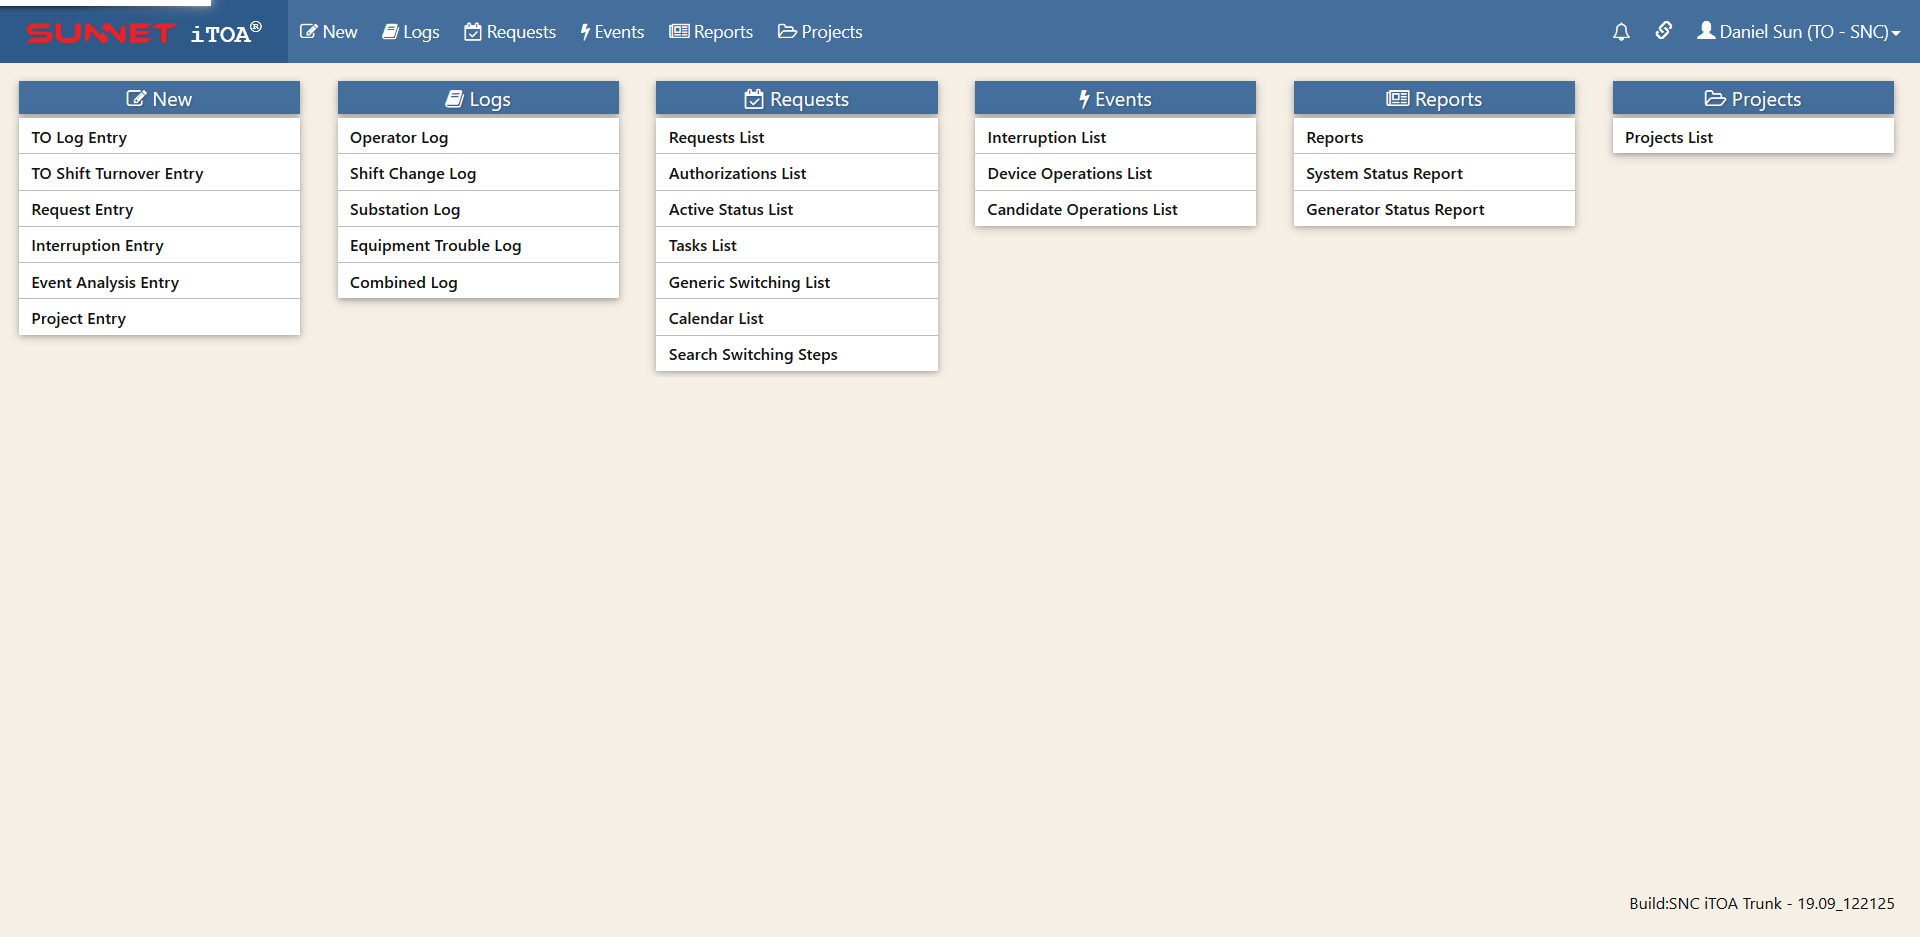 SUNNET iTOA®
New
Logs
Requests
Events
Reports
Projects
Daniel Sun (TO - SNC)
New
TO Log Entry
TO Shift Turnover Entry
Request Entry
Interruption Entry
Event Analysis Entry
Project Entry
Logs
Operator Log
Shift Change Log
Substation Log
Equipment Trouble Log
Combined Log
Requests
Requests List
Authorizations List
Active Status List
Tasks List
Generic Switching List
Calendar List
Search Switching Steps
Events
Interruption List
Device Operations List
Candidate Operations List
Reports
Reports
System Status Report
Generator Status Report
Projects
Projects List
Build:SNC iTOA Trunk - 19.09_122125